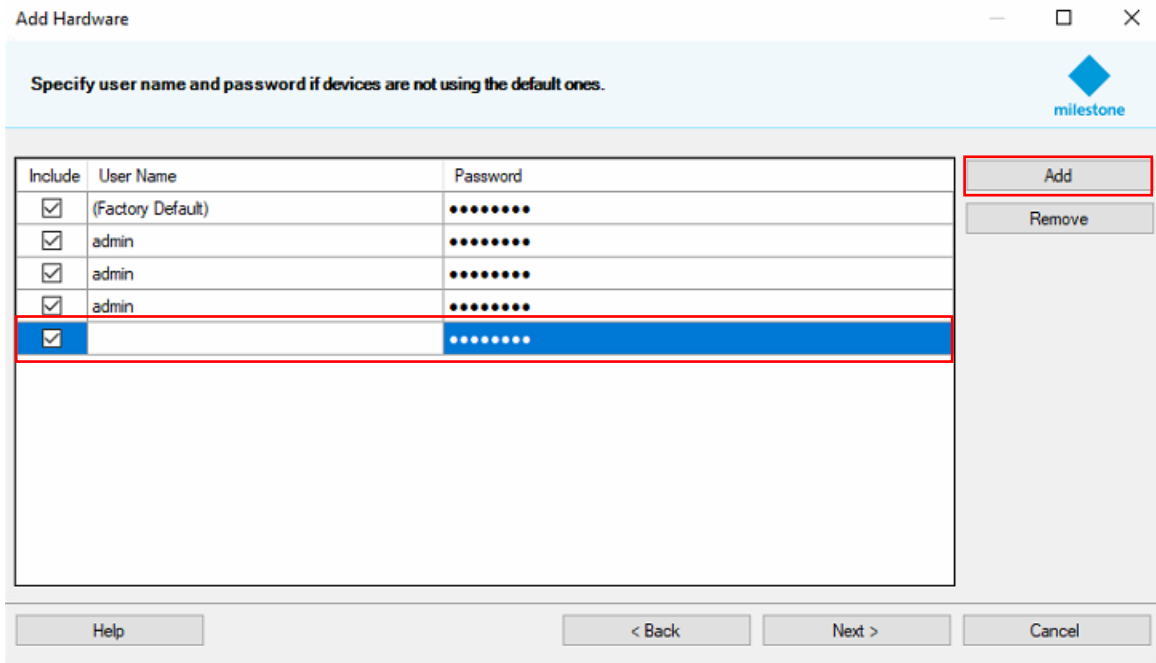 Add Hardware
Specify user name and password if devices are not using the default ones.
milestone
Include User Name Password
(Factory Default) ••••••••
admin ••••••••
admin ••••••••
admin ••••••••
••••••••
Add
Remove
Help < Back Next > Cancel